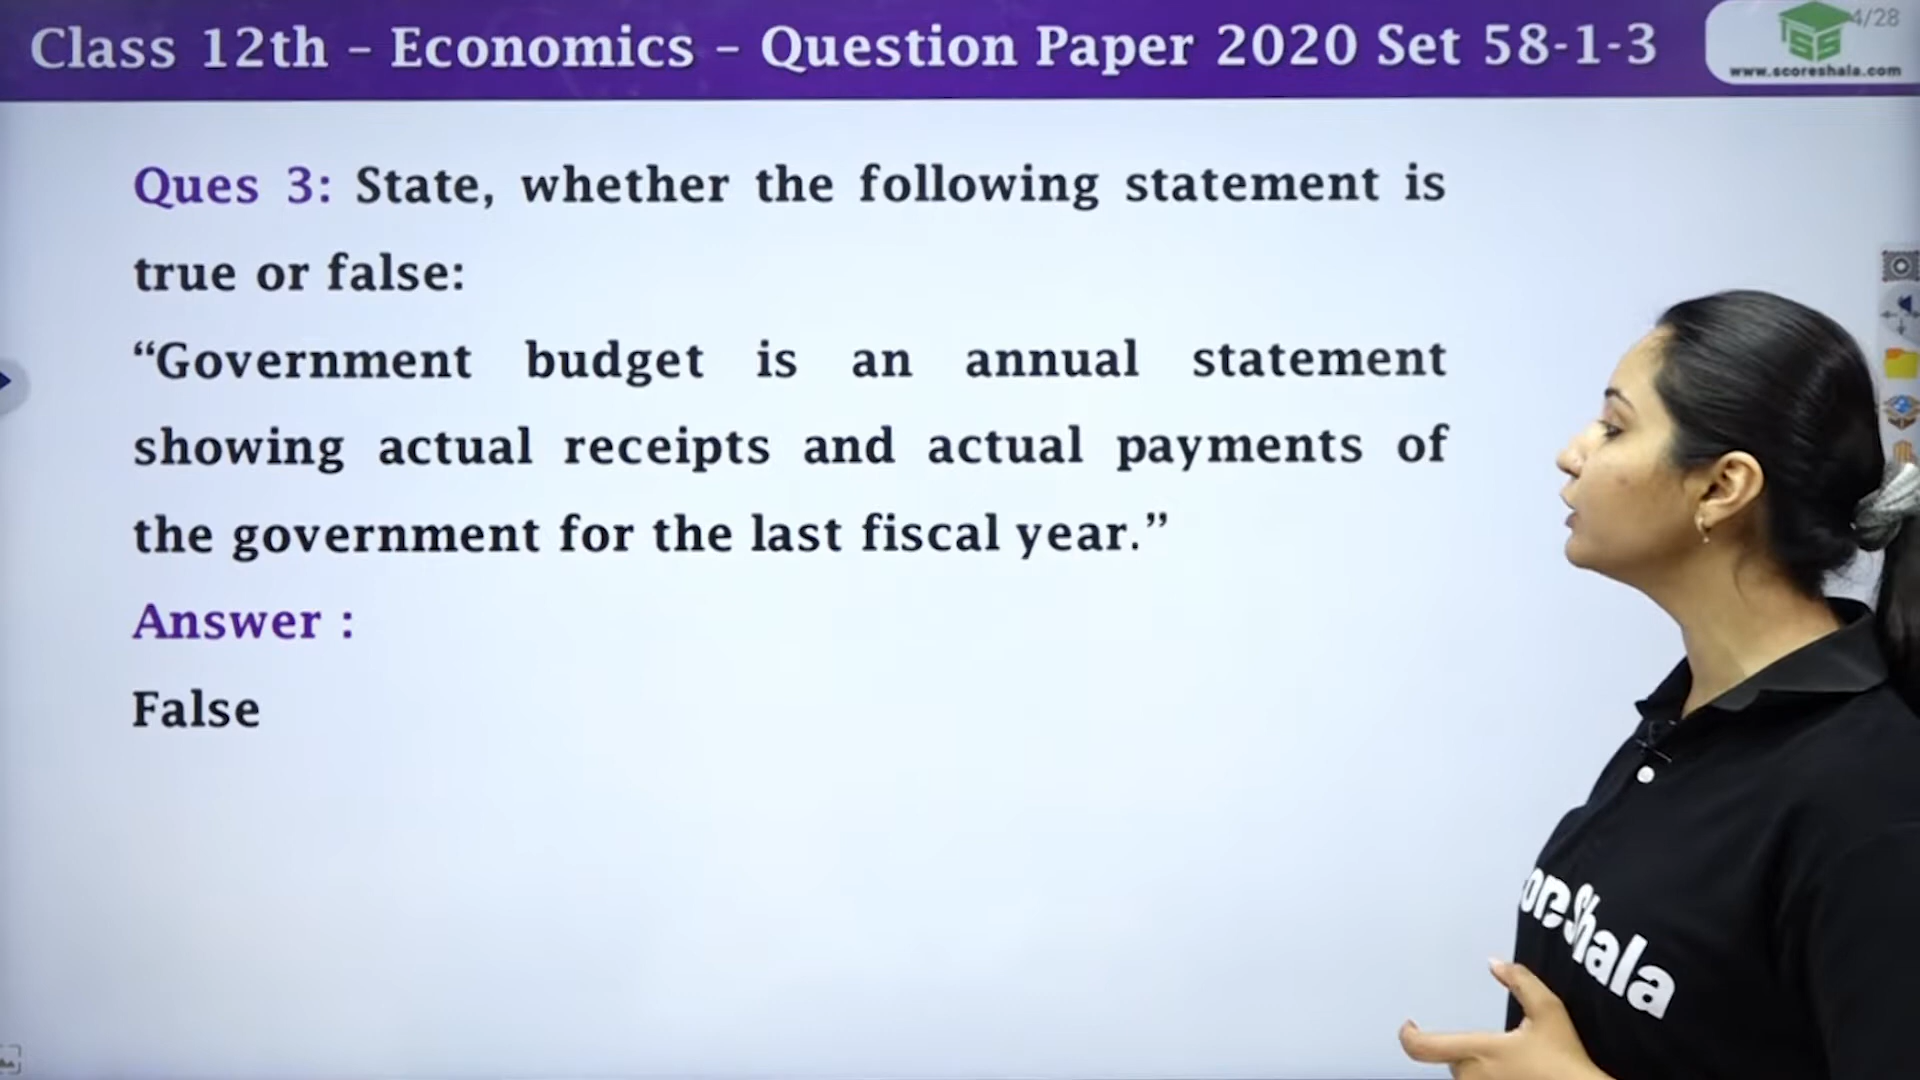 Class 12th – Economics – Question Paper 2020 Set 58-1-3
4/28
SS
www.scoreshala.com
Ques 3: State, whether the following statement is
true or false:
“Government budget is an annual statement
showing actual receipts and actual payments of
the government for the last fiscal year.”
Answer :
False
oreShala